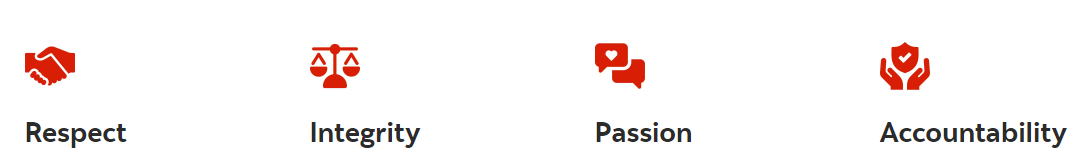 Respect
Integrity
Passion
Accountability